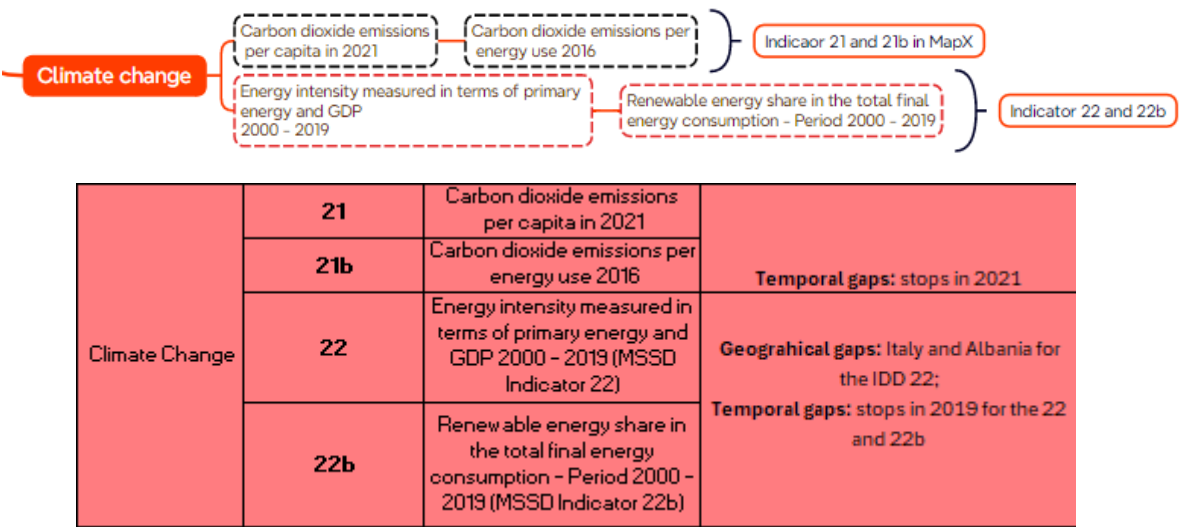 Climate change
Carbon dioxide emissions
per capita in 2021
Carbon dioxide emissions per
energy use 2016
Indicaor 21 and 21b in MapX
Energy intensity measured in terms of primary
energy and GDP
2000 - 2019
Renewable energy share in the total final
energy consumption - Period 2000 - 2019
Indicator 22 and 22b
Climate Change
21
Carbon dioxide emissions
per capita in 2021
21b
Carbon dioxide emissions per
energy use 2016
Temporal gaps: stops in 2021
22
Energy intensity measured in
terms of primary energy and
GDP 2000 - 2019 (MSSD
Indicator 22)
22b
Renewable energy share in
the total final energy
consumption - Period 2000 -
2019 (MSSD Indicator 22b)
Geograhical gaps: Italy and Albania for
the IDD 22;
Temporal gaps: stops in 2019 for the 22
and 22b